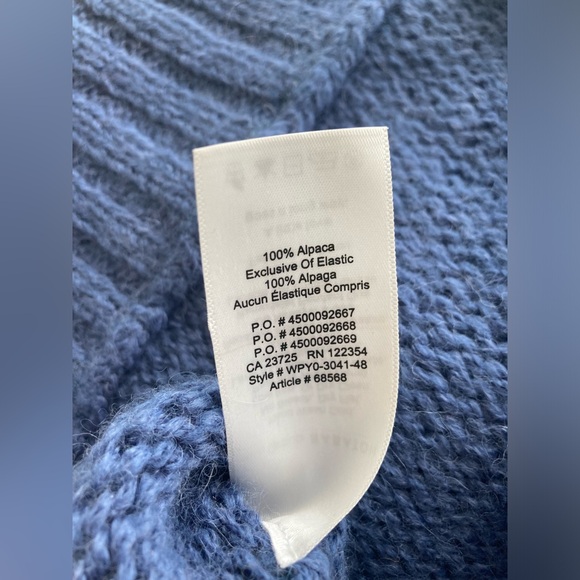 100% Alpaca
Exclusive Of Elastic
100% Alpaga
Aucun Élastique Compris
P.O. # 4500092667
P.O. # 4500092668
P.O. # 4500092669
CA 23725 RN 122354
Style # WPY0-3041-48
Article # 68568